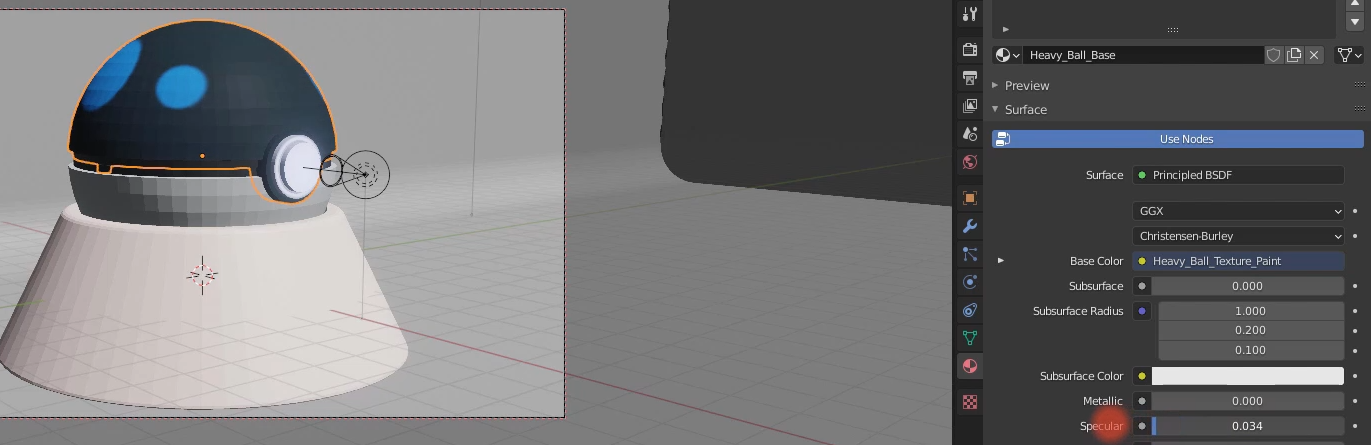 Heavy_Ball_Base
Preview
Surface
Use Nodes
Surface Principled BSDF
GGX
Christensen-Burley
Base Color Heavy_Ball_Texture_Paint
Subsurface 0.000
Subsurface Radius 1.000
0.200
0.100
Subsurface Color
Metallic 0.000
Specular 0.034